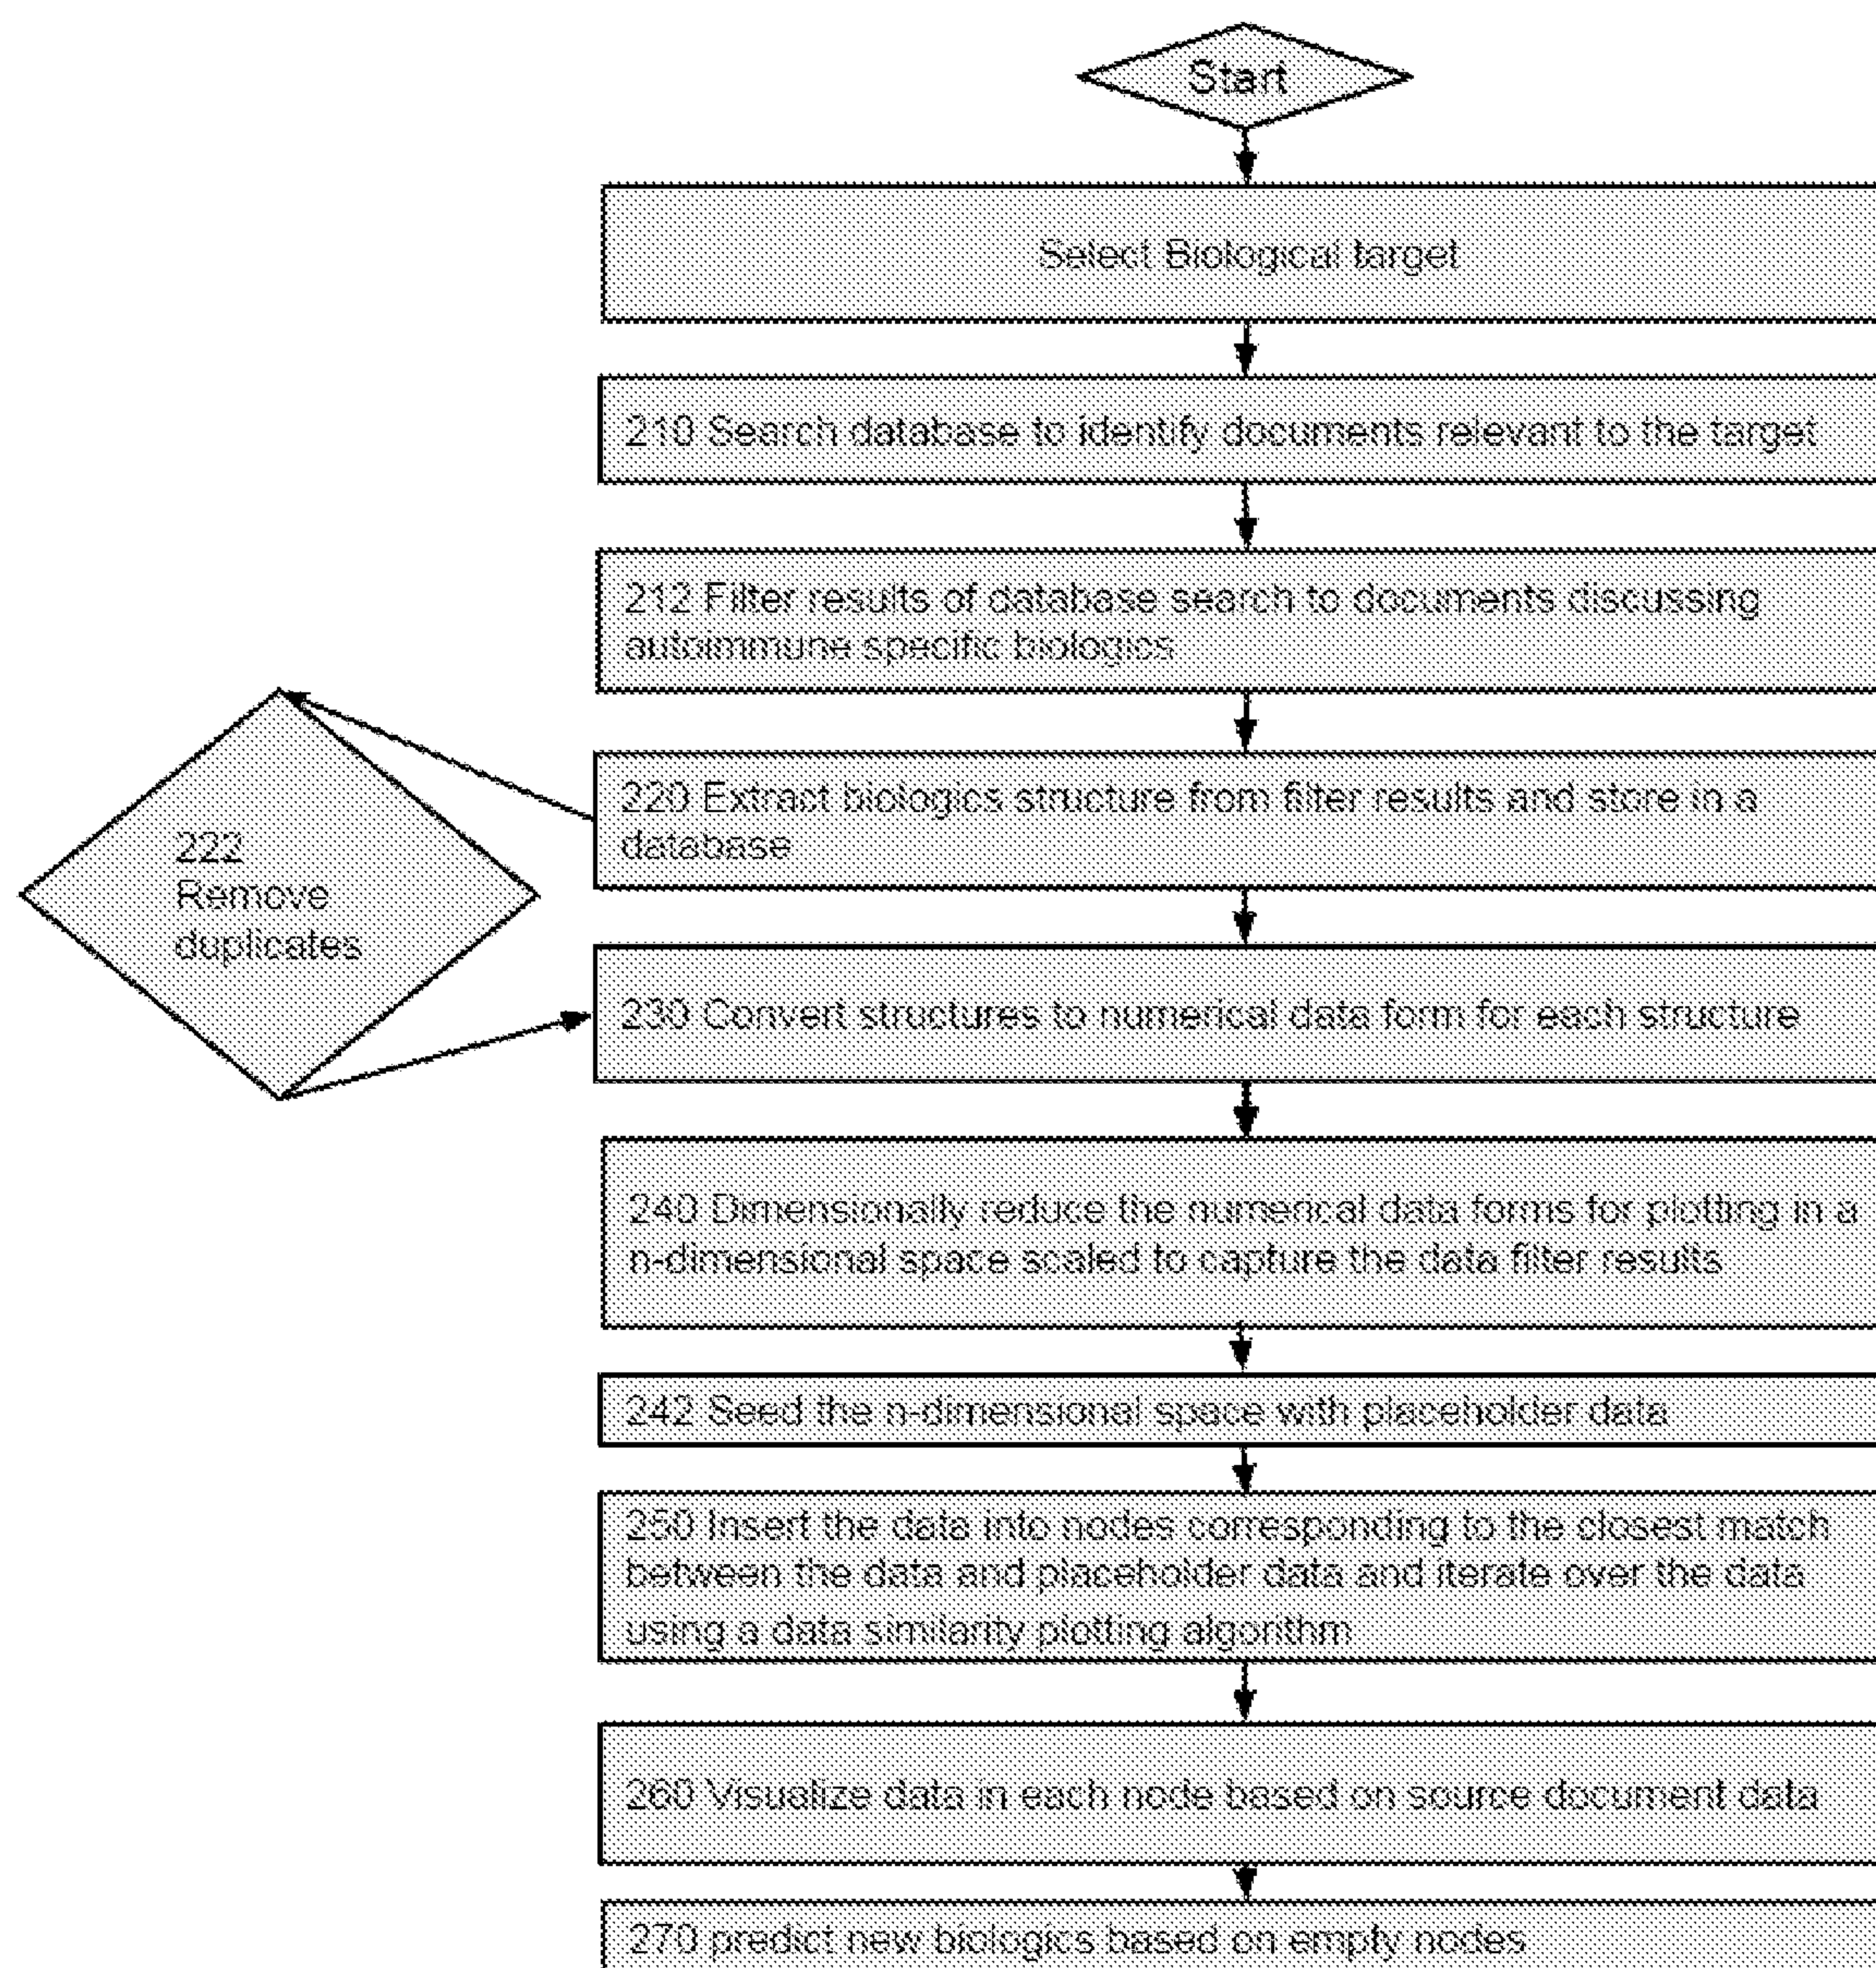 Start
Select Biological target
210 Search database to identify documents relevant to the target
212 Filter results of database search to documents discussing
autoimmune specific biologics
220 Extract biologics structure from filter results and store in a
database
222
Remove
duplicates
230 Convert structures to numerical data form for each structure
240 Dimensionally reduce the numerical data forms for plotting in a
n-dimensional space scaled to capture the data filter results
242 Seed the n-dimensional space with placeholder data
250 Insert the data into nodes corresponding to the closest match
between the data and placeholder data and iterate over the data
using a data similarity plotting algorithm
260 Visualize data in each node based on source document data
270 predict new biologics based on empty nodes